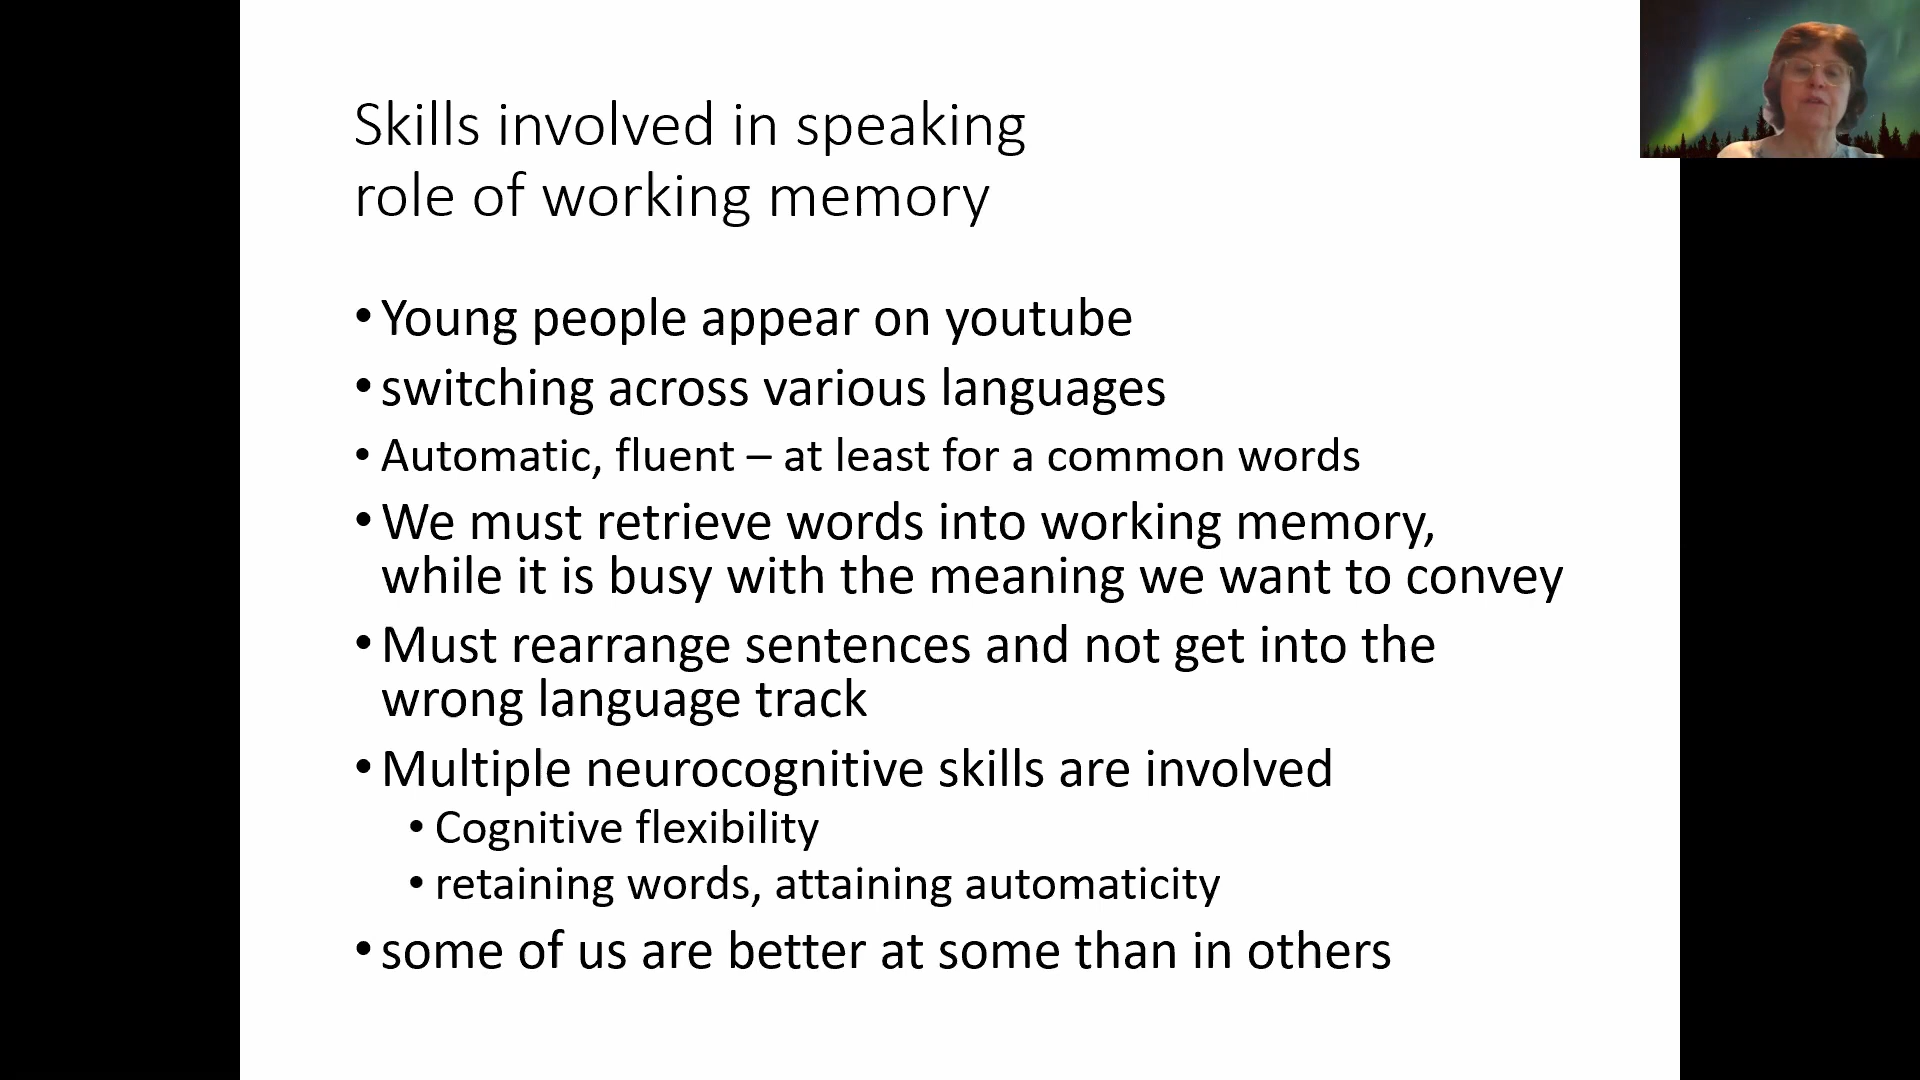 Skills involved in speaking
role of working memory
• Young people appear on youtube
• switching across various languages
• Automatic, fluent – at least for a common words
• We must retrieve words into working memory,
while it is busy with the meaning we want to convey
• Must rearrange sentences and not get into the
wrong language track
• Multiple neurocognitive skills are involved
• Cognitive flexibility
• retaining words, attaining automaticity
• some of us are better at some than in others